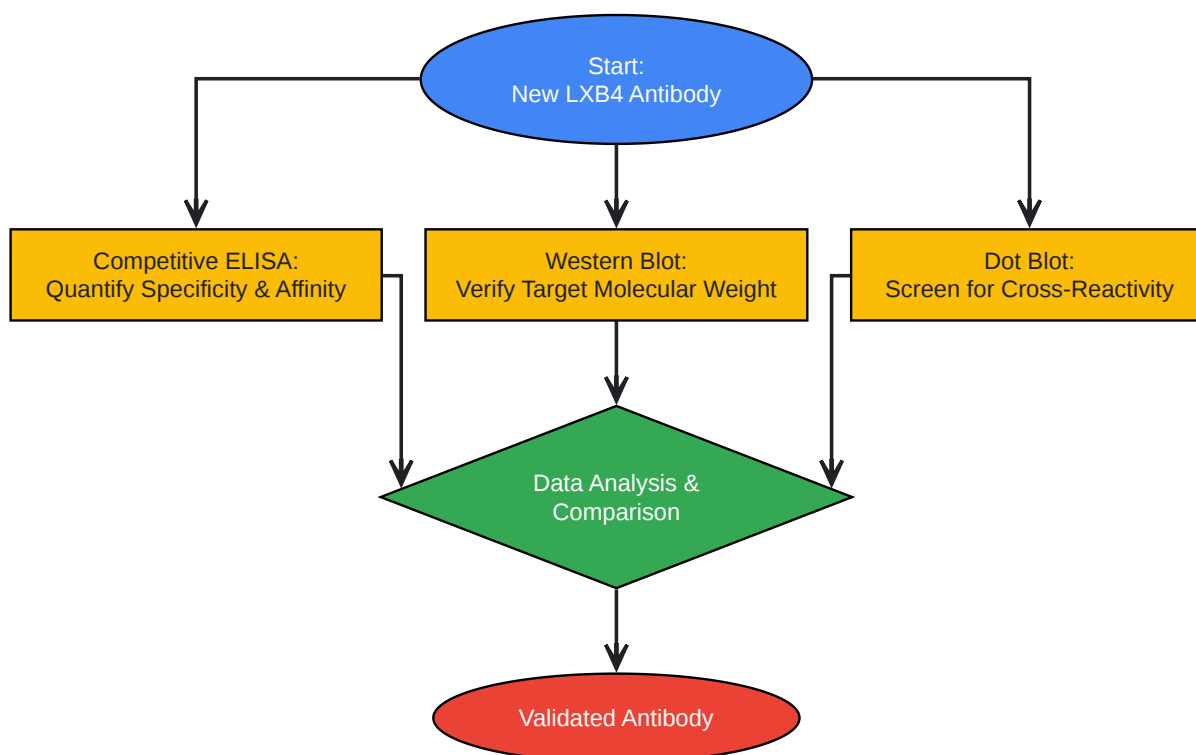 Start:
New LXB4 Antibody
Competitive ELISA:
Quantify Specificity & Affinity
Western Blot:
Verify Target Molecular Weight
Dot Blot:
Screen for Cross-Reactivity
Data Analysis &
Comparison
Validated Antibody